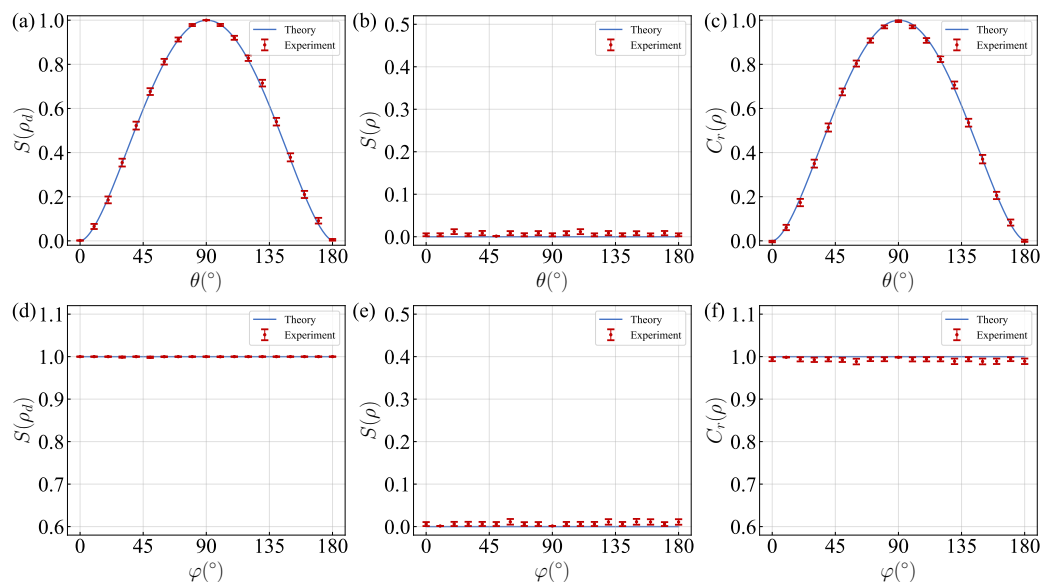 (a)
1.0
0.8
0.6
0.4
0.2
0.0
S(ρ_d)
Theory
Experiment
0 45 90 135 180
θ(°)
(b)
0.5
0.4
0.3
0.2
0.1
0.0
S(ρ)
Theory
Experiment
0 45 90 135 180
θ(°)
(c)
1.0
0.8
0.6
0.4
0.2
0.0
C_r(ρ)
Theory
Experiment
0 45 90 135 180
θ(°)
(d)
1.1
1.0
0.9
0.8
0.7
0.6
S(ρ_d)
Theory
Experiment
0 45 90 135 180
φ(°)
(e)
0.5
0.4
0.3
0.2
0.1
0.0
S(ρ)
Theory
Experiment
0 45 90 135 180
φ(°)
(f)
1.1
1.0
0.9
0.8
0.7
0.6
C_r(ρ)
Theory
Experiment
0 45 90 135 180
φ(°)